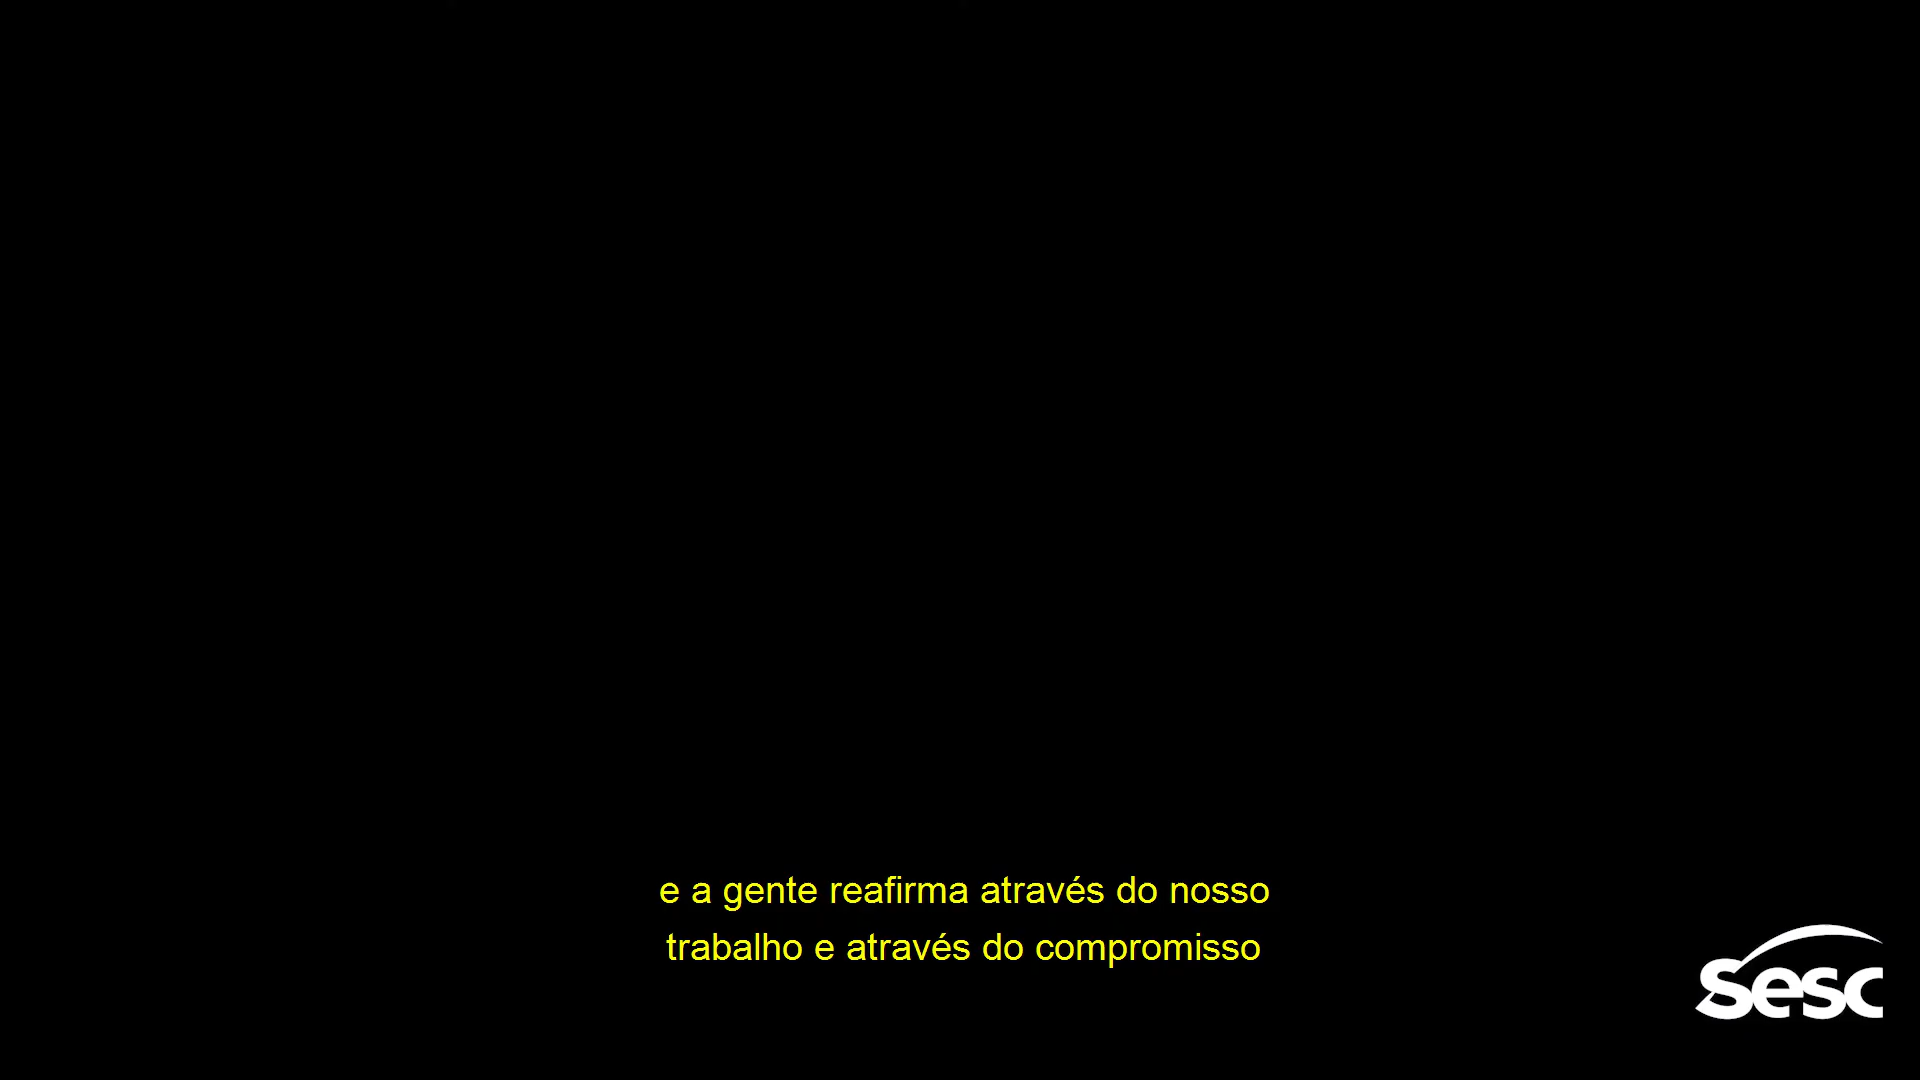 e a gente reafirma através do nosso
trabalho e através do compromisso
Sesc